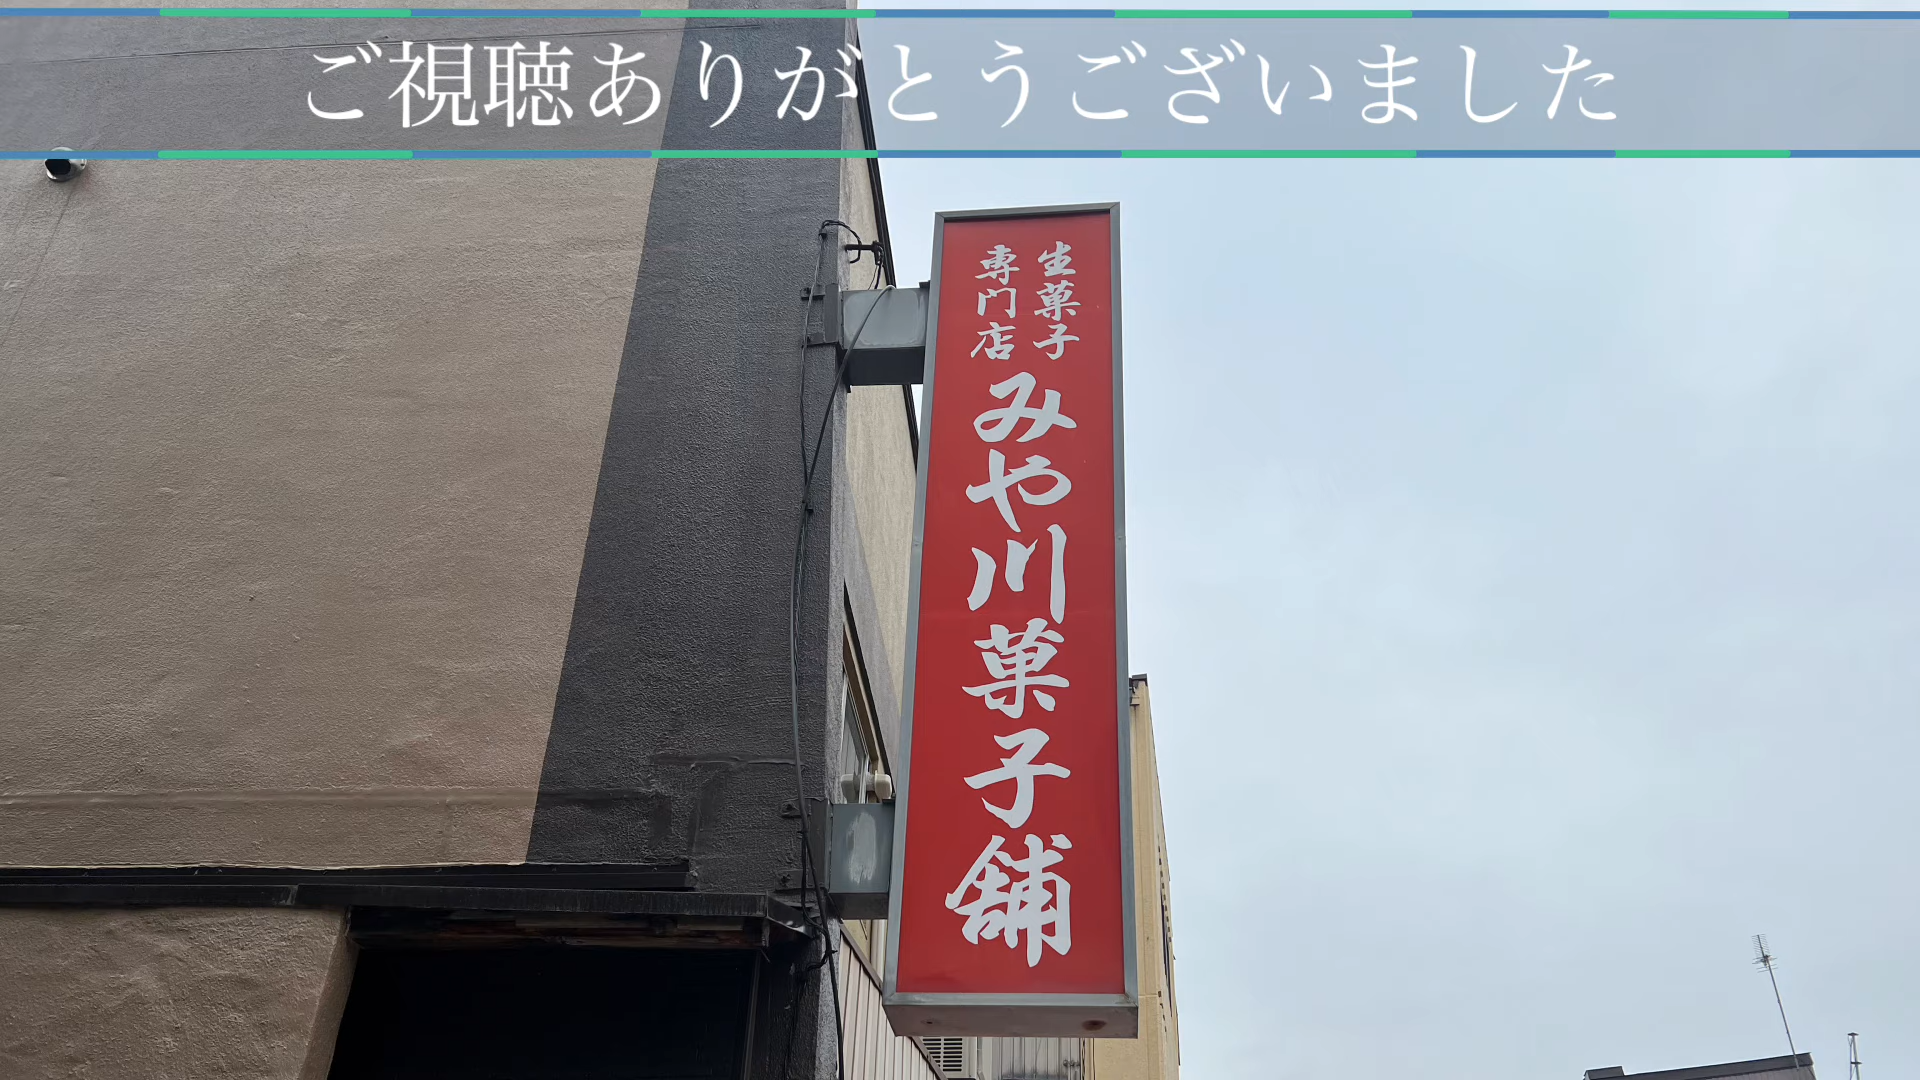 ご視聴ありがとうございました
生菓子
専門店
みや川菓子舗